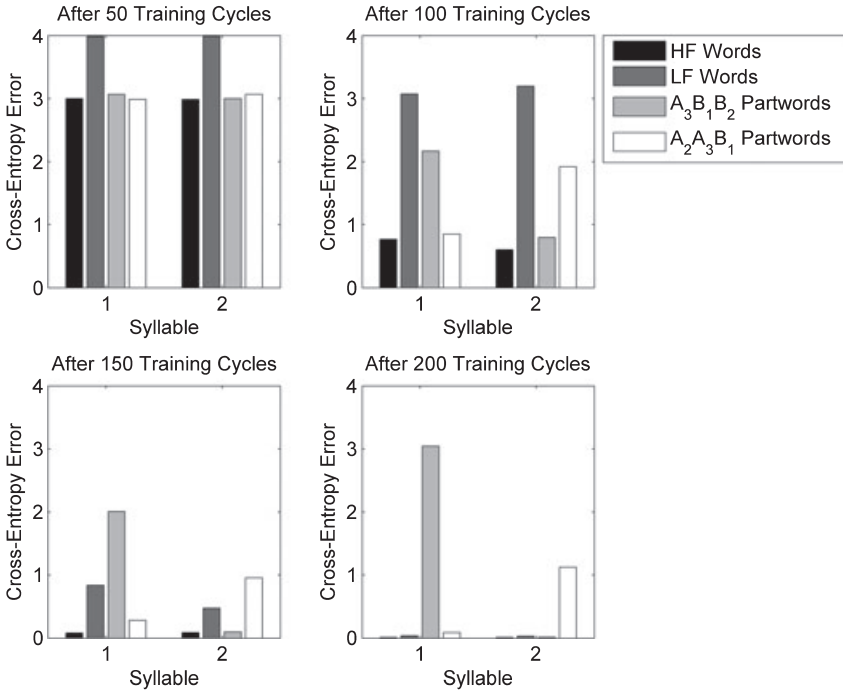 After 50 Training Cycles
4
3
2
1
0
Cross-Entropy Error
1 2
Syllable
After 100 Training Cycles
4
3
2
1
0
Cross-Entropy Error
1 2
Syllable
HF Words
LF Words
A₃B₁B₂ Partwords
A₂A₃B₁ Partwords
After 150 Training Cycles
4
3
2
1
0
Cross-Entropy Error
1 2
Syllable
After 200 Training Cycles
4
3
2
1
0
Cross-Entropy Error
1 2
Syllable